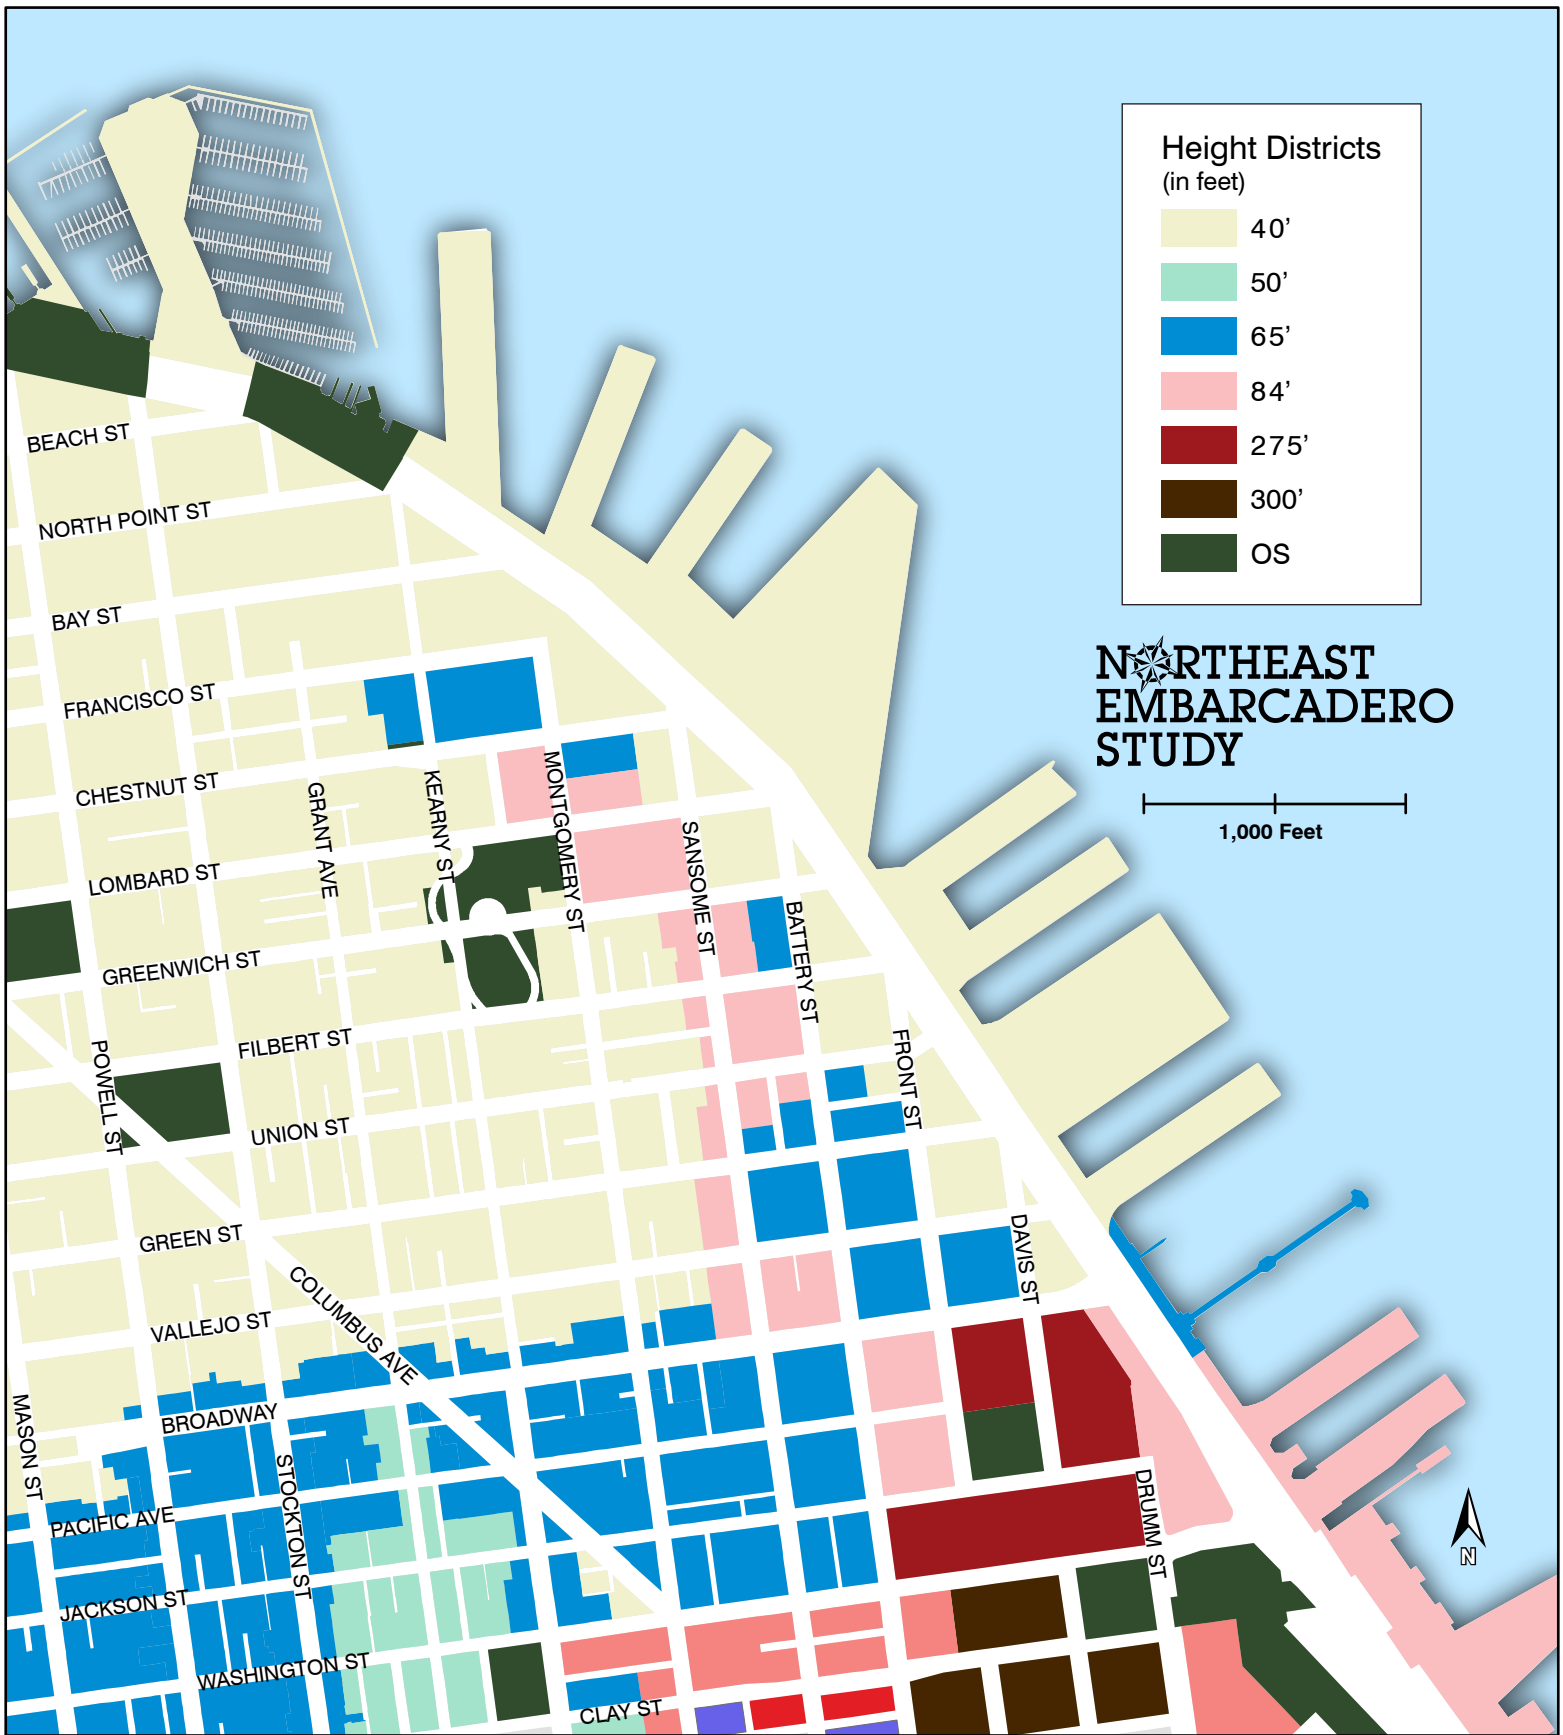 Height Districts
(in feet)
40’
50’
65’
84’
275’
300’
OS
NORTHEAST
EMBARCADERO
STUDY
1,000 Feet
BEACH ST
NORTH POINT ST
BAY ST
FRANCISCO ST
CHESTNUT ST
LOMBARD ST
GREENWICH ST
FILBERT ST
UNION ST
GREEN ST
VALLEJO ST
BROADWAY
PACIFIC AVE
JACKSON ST
WASHINGTON ST
CLAY ST
COLUMBUS AVE
MASON ST
POWELL ST
STOCKTON ST
GRANT AVE
KEARNY ST
MONTGOMERY ST
SANSOME ST
BATTERY ST
FRONT ST
DAVIS ST
DRUMM ST
N